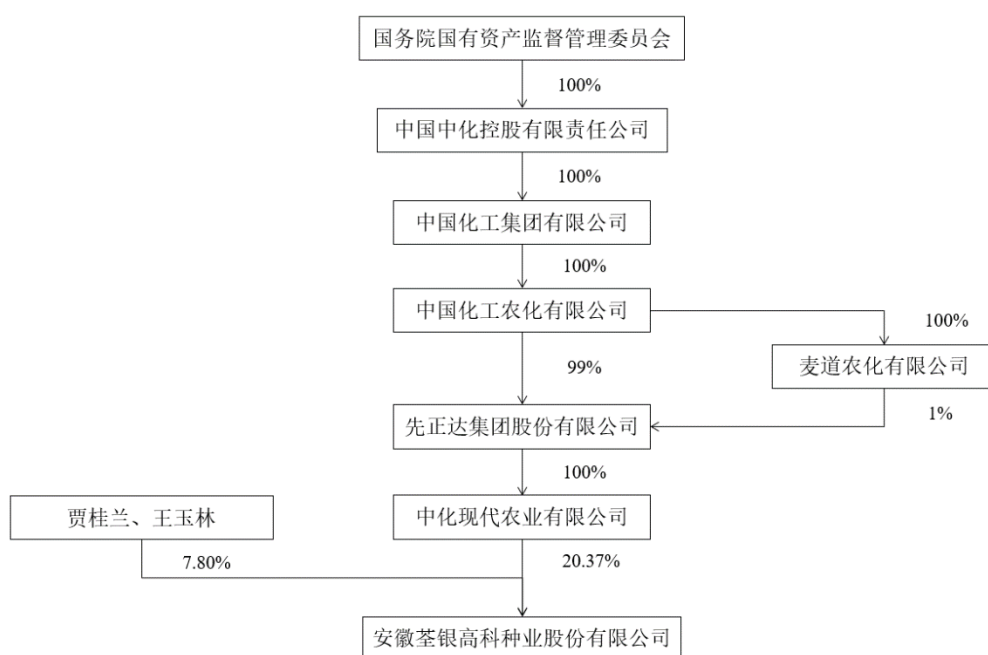 国务院国有资产监督管理委员会
100%
中国中化控股有限责任公司
100%
中国化工集团有限公司
100%
中国化工农化有限公司
100%
99%
麦道农化有限公司
1%
先正达集团股份有限公司
100%
贾桂兰、王玉林
中化现代农业有限公司
7.80%
20.37%
安徽荃银高科种业股份有限公司